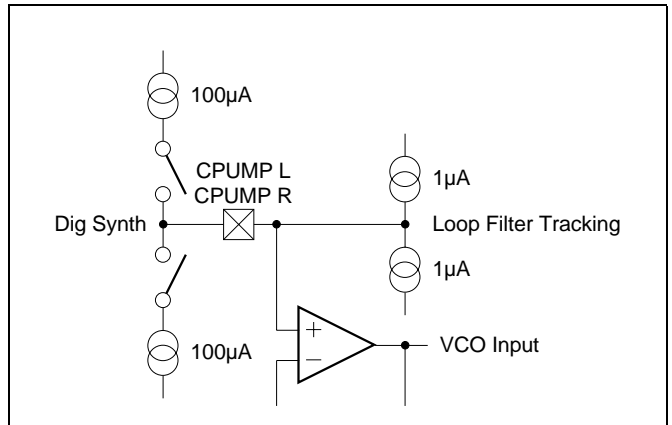 100µA
CPUMP L
CPUMP R
1µA
Dig Synth
Loop Filter Tracking
1µA
+
−
VCO Input
100µA